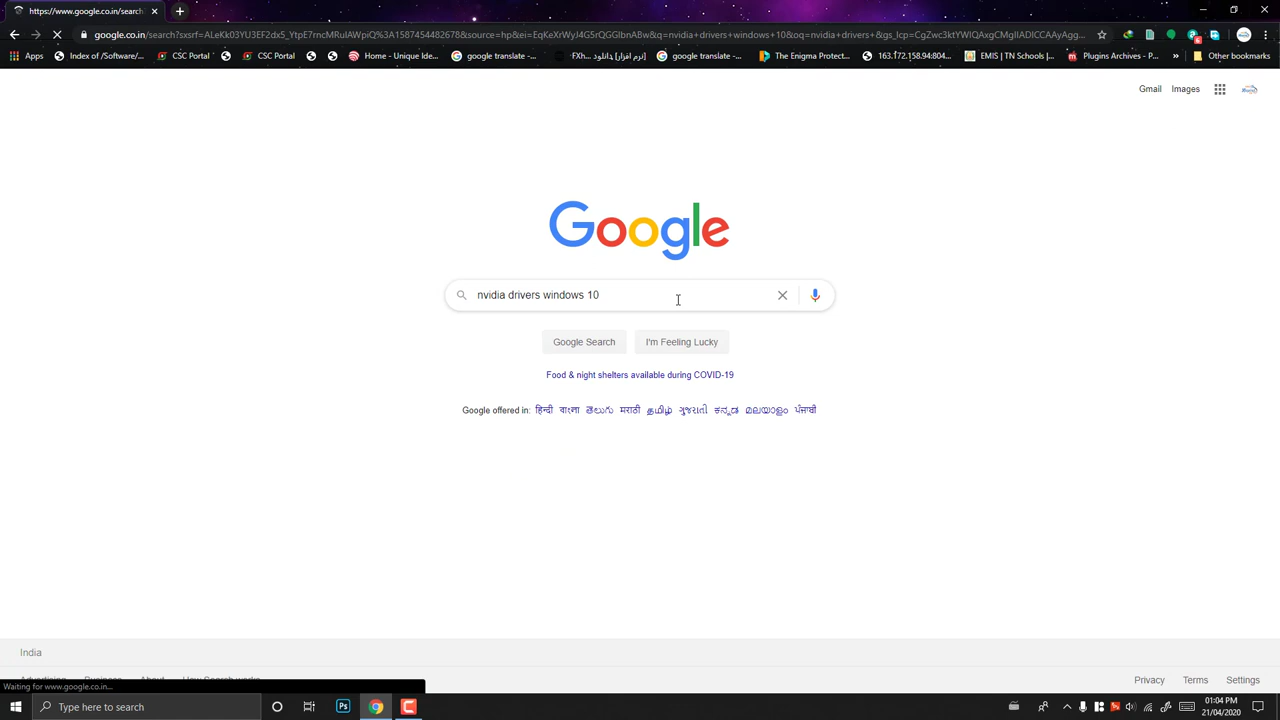 https://www.google.co.in/search
google.co.in/search?sxsrf=ALeKk03YU3EF2dx5_YtpE7rncMRulAWpiQ%3A1587454482678&source=hp&ei=EqKeXrWyJ4G5rQGGlbnABw&q=nvidia+drivers+windows+10&oq=nvidia+drivers+&gs_lcp=CgZwc3ktYWIQAxgCMgIIADICCAAyAgg...
Apps
Index of /Software/...
CSC Portal
CSC Portal
Home - Unique Ide...
google translate -...
‎FXh... نرم افزار] دانلود]
google translate -...
The Enigma Protect...
163.172.158.94:804...
EMIS | TN Schools |...
Plugins Archives - P...
»
Other bookmarks
Gmail
Images
Google
nvidia drivers windows 10
Google Search
I'm Feeling Lucky
Food & night shelters available during COVID-19
Google offered in: हिन्दी বাংলা తెలుగు मराठी தமிழ் ગુજરાતી ಕನ್ನಡ മലയാളം ਪੰਜਾਬੀ
India
Advertising Business About How Search works
Privacy
Terms
Settings
Waiting for www.google.co.in...
Type here to search
Ps
01:04 PM
21/04/2020